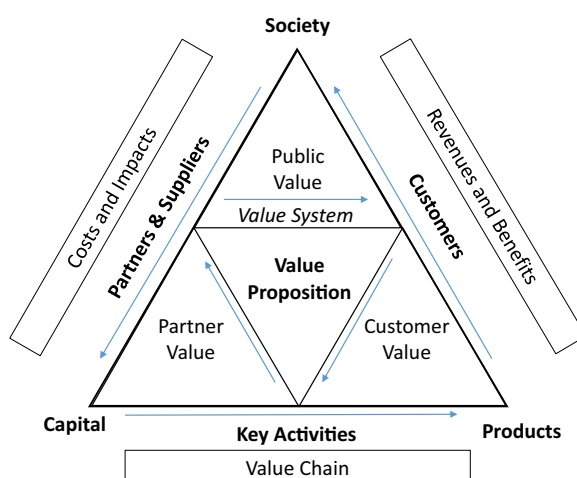 Society
Costs and Impacts
Partners & Suppliers
Public
Value
Value System
Customers
Revenues and Benefits
Value
Proposition
Partner
Value
Customer
Value
Capital
Key Activities
Products
Value Chain